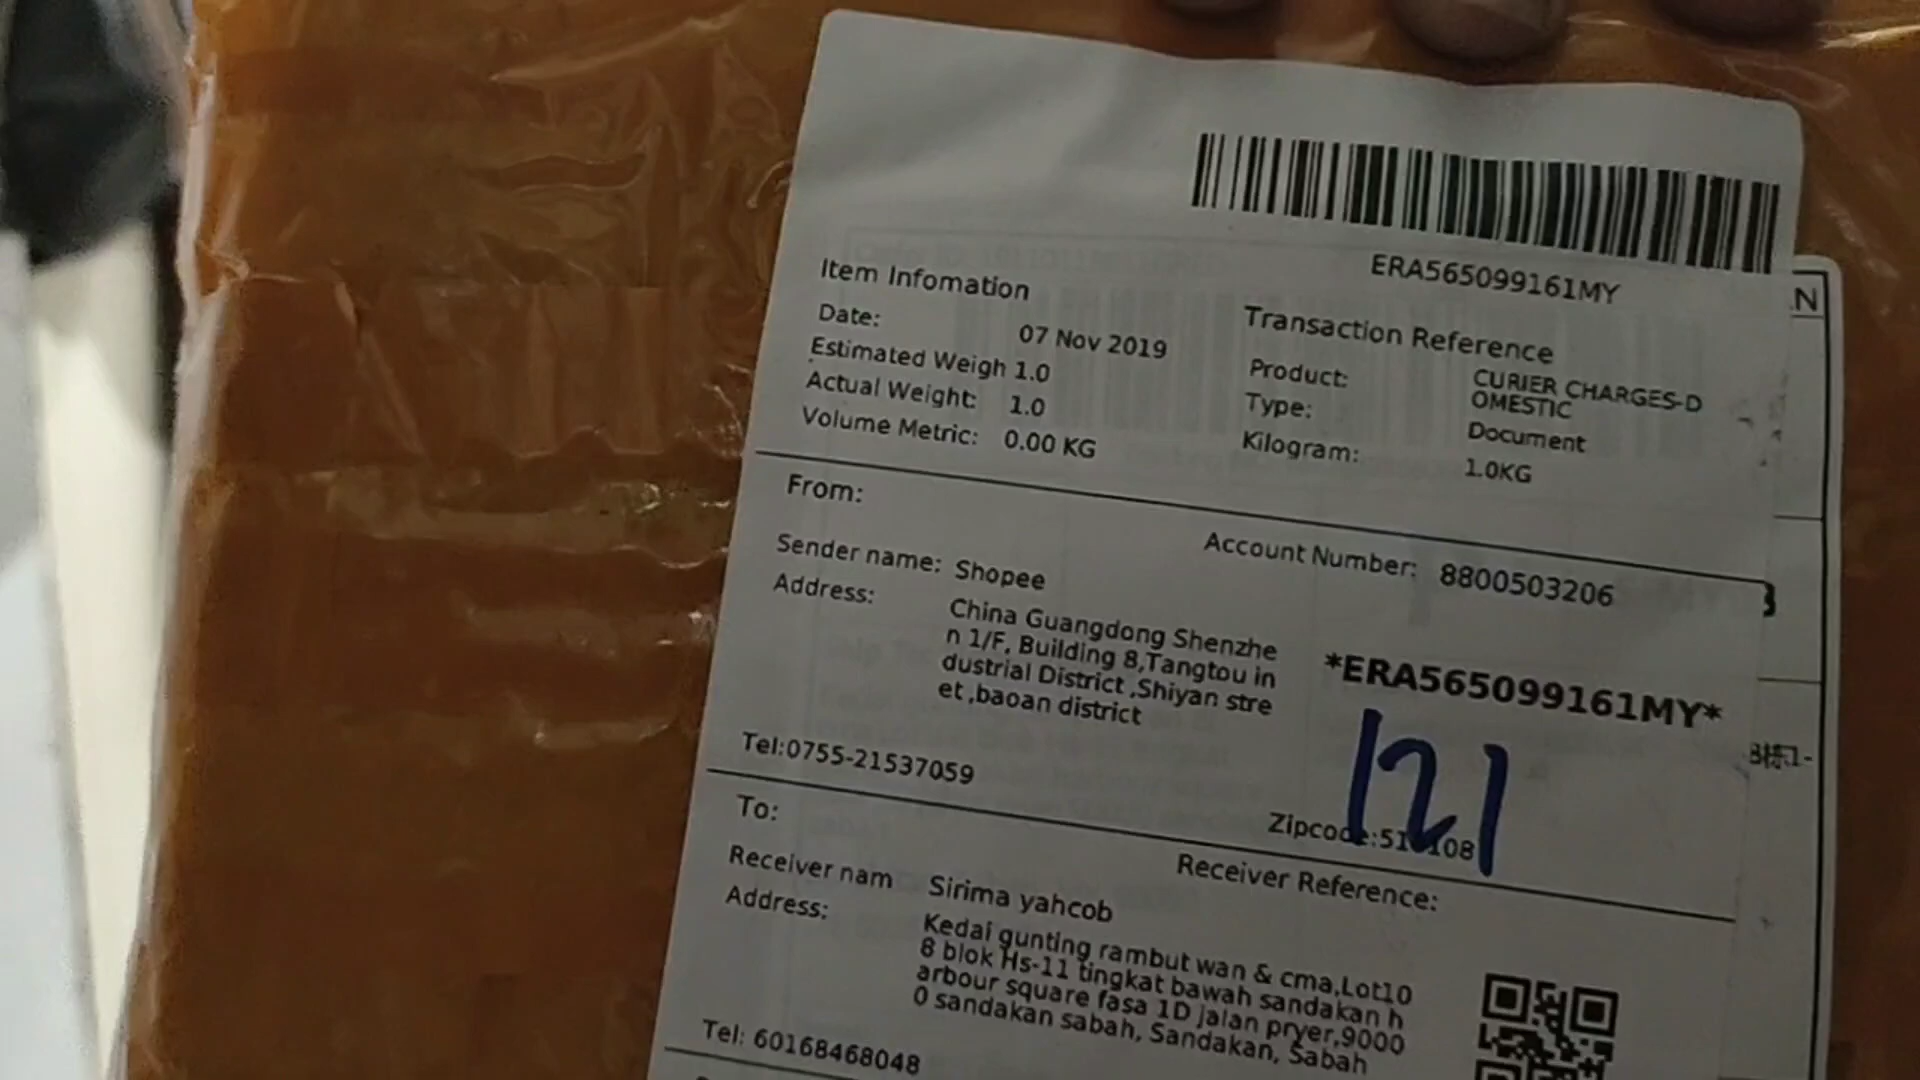 ERA565099161MY
Item Infomation
Date: 07 Nov 2019
Estimated Weigh 1.0
Actual Weight: 1.0
Volume Metric: 0.00 KG
Transaction Reference
Product: CURIER CHARGES-D
OMESTIC
Type: Document
Kilogram: 1.0KG
From:
Account Number: 8800503206
Sender name: Shopee
Address: China Guangdong Shenzhe
n 1/F, Building 8,Tangtou in
dustrial District ,Shiyan stre
et ,baoan district
*ERA565099161MY*
121
Tel:0755-21537059
Zipcode:518108
To:
Receiver Reference:
Receiver nam Sirima yahcob
Address: Kedai gunting rambut wan & cma,Lot10
8 blok Hs-11 tingkat bawah sandakan h
arbour square fasa 1D jalan pryer,9000
0 sandakan sabah, Sandakan, Sabah
Tel: 60168468048